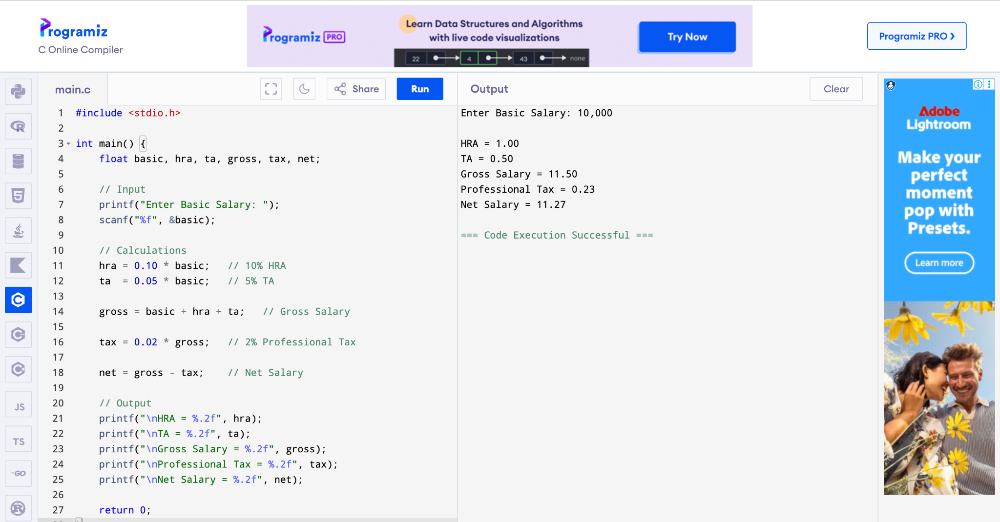 Programiz
C Online Compiler
Programiz PRO
Learn Data Structures and Algorithms
with live code visualizations
22 4 43 none
Try Now
Programiz PRO ❯
main.c
Share
Run
Output
Clear
1 #include <stdio.h>
2
3 int main() {
4     float basic, hra, ta, gross, tax, net;
5
6     // Input
7     printf("Enter Basic Salary: ");
8     scanf("%f", &basic);
9
10     // Calculations
11     hra = 0.10 * basic;   // 10% HRA
12     ta  = 0.05 * basic;   // 5% TA
13
14     gross = basic + hra + ta;   // Gross Salary
15
16     tax = 0.02 * gross;   // 2% Professional Tax
17
18     net = gross - tax;    // Net Salary
19
20     // Output
21     printf("\nHRA = %.2f", hra);
22     printf("\nTA = %.2f", ta);
23     printf("\nGross Salary = %.2f", gross);
24     printf("\nProfessional Tax = %.2f", tax);
25     printf("\nNet Salary = %.2f", net);
26
27     return 0;
Enter Basic Salary: 10,000
HRA = 1.00
TA = 0.50
Gross Salary = 11.50
Professional Tax = 0.23
Net Salary = 11.27
=== Code Execution Successful ===
JS
TS
GO
Adobe
Lightroom
Make your
perfect
moment
pop with
Presets.
Learn more